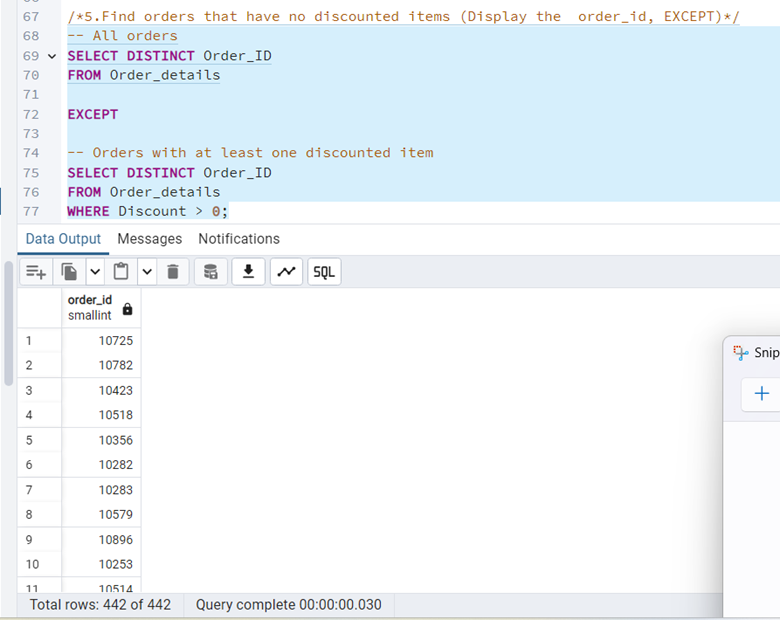 67 /*5.Find orders that have no discounted items (Display the  order_id, EXCEPT)*/
68 -- All orders
69 SELECT DISTINCT Order_ID
70 FROM Order_details
71
72 EXCEPT
73
74 -- Orders with at least one discounted item
75 SELECT DISTINCT Order_ID
76 FROM Order_details
77 WHERE Discount > 0;
Data Output Messages Notifications
SQL
order_id
smallint
1 10725
2 10782
3 10423
4 10518
5 10356
6 10282
7 10283
8 10579
9 10896
10 10253
11 10514
Snip
Total rows: 442 of 442 Query complete 00:00:00.030